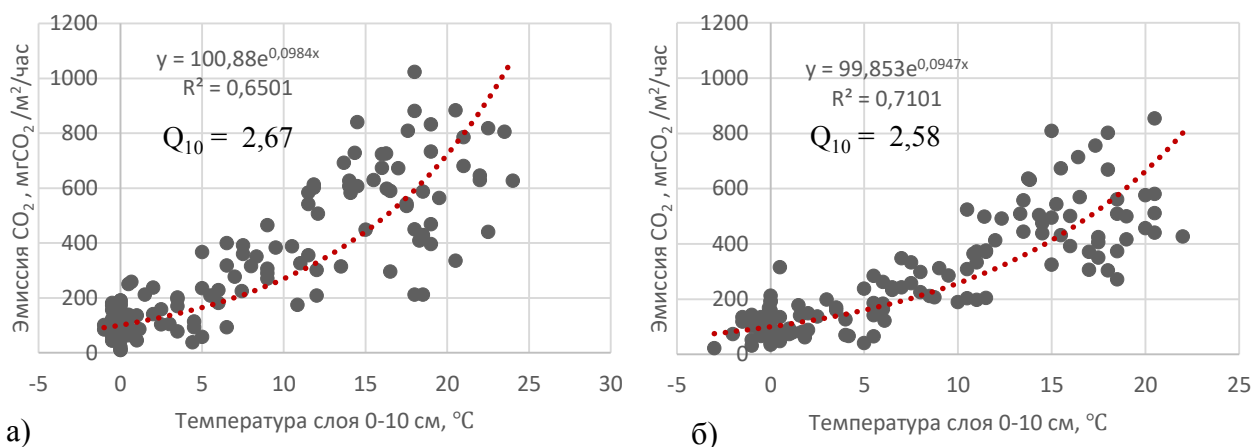 1200
1000
800
600
400
200
0
-5
0
5
10
15
20
25
30
Эмиссия CO₂ , мгCO₂ /м²/час
y = 100,88e^0,0984x
R² = 0,6501
Q₁₀ = 2,67
Температура слоя 0-10 см, °C
а)
1200
1000
800
600
400
200
0
-5
0
5
10
15
20
25
Эмиссия CO₂ , мгCO₂ /м²/час
y = 99,853e^0,0947x
R² = 0,7101
Q₁₀ = 2,58
Температура слоя 0-10 см, °C
б)